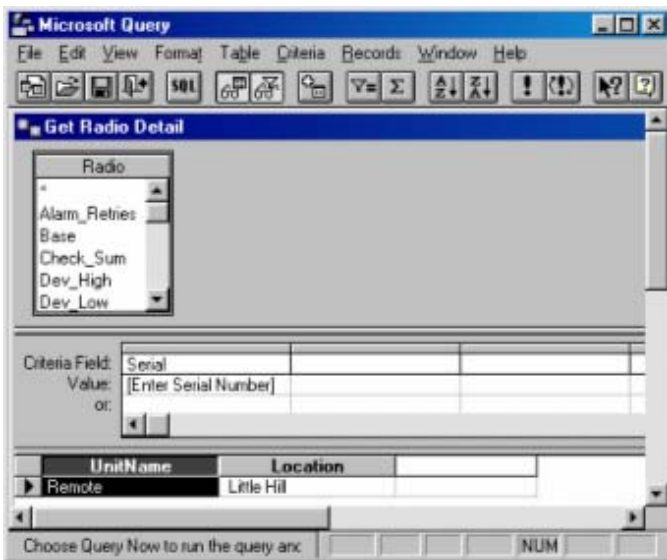 Microsoft Query
File Edit View Format Table Criteria Records Window Help
SQL
Get Radio Detail
Radio
*
Alarm_Retries
Base
Check_Sum
Dev_High
Dev_Low
Criteria Field: Serial
Value: [Enter Serial Number]
or:
UnitName Location
Remote Little Hill
Choose Query Now to run the query anc
NUM